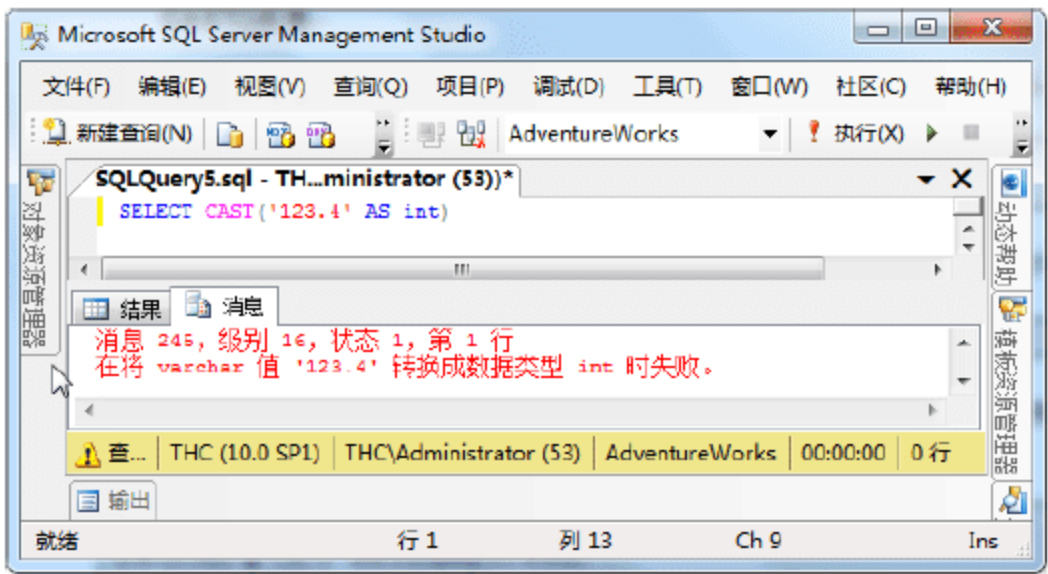 Microsoft SQL Server Management Studio
文件(F) 编辑(E) 视图(V) 查询(Q) 项目(P) 调试(D) 工具(T) 窗口(W) 社区(C) 帮助(H)
新建查询(N) AdventureWorks 执行(X)
SQLQuery5.sql - TH...ministrator (53))*
SELECT CAST('123.4' AS int)
对象资源管理器
动态帮助
模板资源管理器
结果 消息
消息 245，级别 16，状态 1，第 1 行
在将 varchar 值 '123.4' 转换成数据类型 int 时失败。
查... THC (10.0 SP1) THC\Administrator (53) AdventureWorks 00:00:00 0 行
输出
就绪 行 1 列 13 Ch 9 Ins